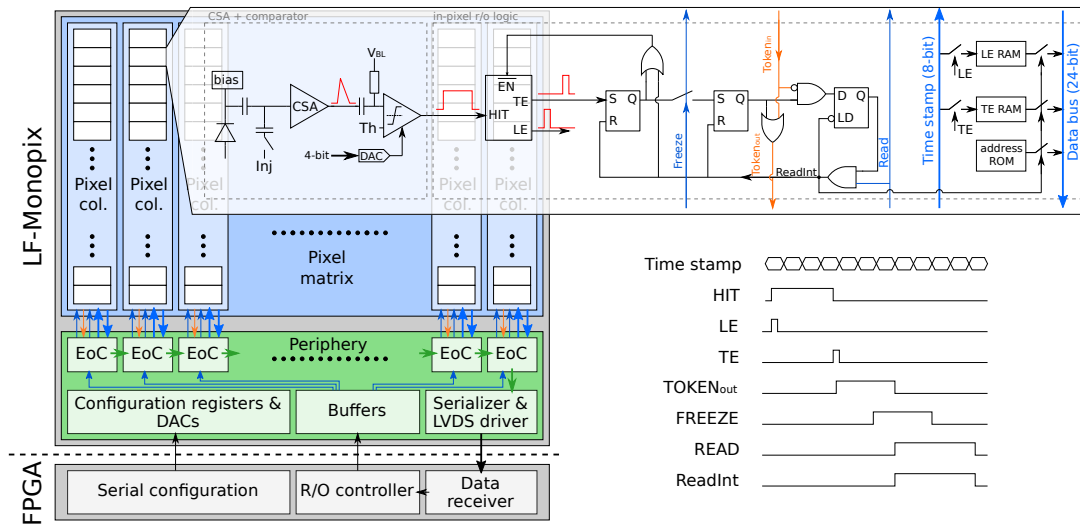 CSA + comparator
in-pixel r/o logic
LF-Monopix
FPGA
Pixel
col.
Pixel
col.
Pixel
col.
Pixel
col.
Pixel
col.
Pixel
matrix
bias
Inj
CSA
VBL
Th
4-bit
DAC
HIT
EN
TE
LE
S Q
R
Freeze
S Q
R
Tokenin
Tokenout
D Q
LD
ReadInt
Read
Time stamp (8-bit)
LE
LE RAM
TE
TE RAM
address
ROM
Data bus (24-bit)
Periphery
EoC
EoC
EoC
EoC
EoC
Configuration registers &
DACs
Buffers
Serializer &
LVDS driver
Serial configuration
R/O controller
Data
receiver
Time stamp
HIT
LE
TE
TOKENout
FREEZE
READ
ReadInt